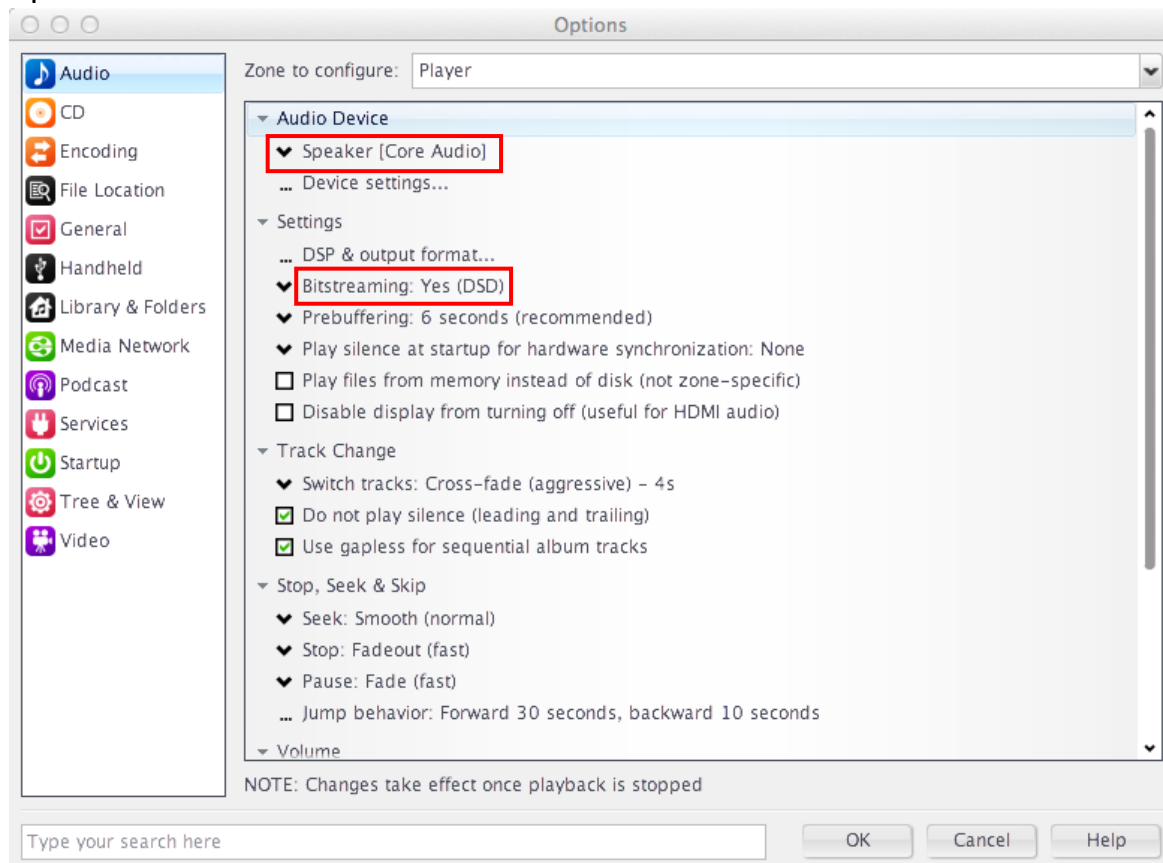 Options
Audio
CD
Encoding
File Location
General
Handheld
Library & Folders
Media Network
Podcast
Services
Startup
Tree & View
Video
Zone to configure: Player
Audio Device
Speaker [Core Audio]
... Device settings...
Settings
... DSP & output format...
Bitstreaming: Yes (DSD)
Prebuffering: 6 seconds (recommended)
Play silence at startup for hardware synchronization: None
Play files from memory instead of disk (not zone-specific)
Disable display from turning off (useful for HDMI audio)
Track Change
Switch tracks: Cross-fade (aggressive) - 4s
Do not play silence (leading and trailing)
Use gapless for sequential album tracks
Stop, Seek & Skip
Seek: Smooth (normal)
Stop: Fadeout (fast)
Pause: Fade (fast)
... Jump behavior: Forward 30 seconds, backward 10 seconds
Volume
NOTE: Changes take effect once playback is stopped
Type your search here
OK Cancel Help